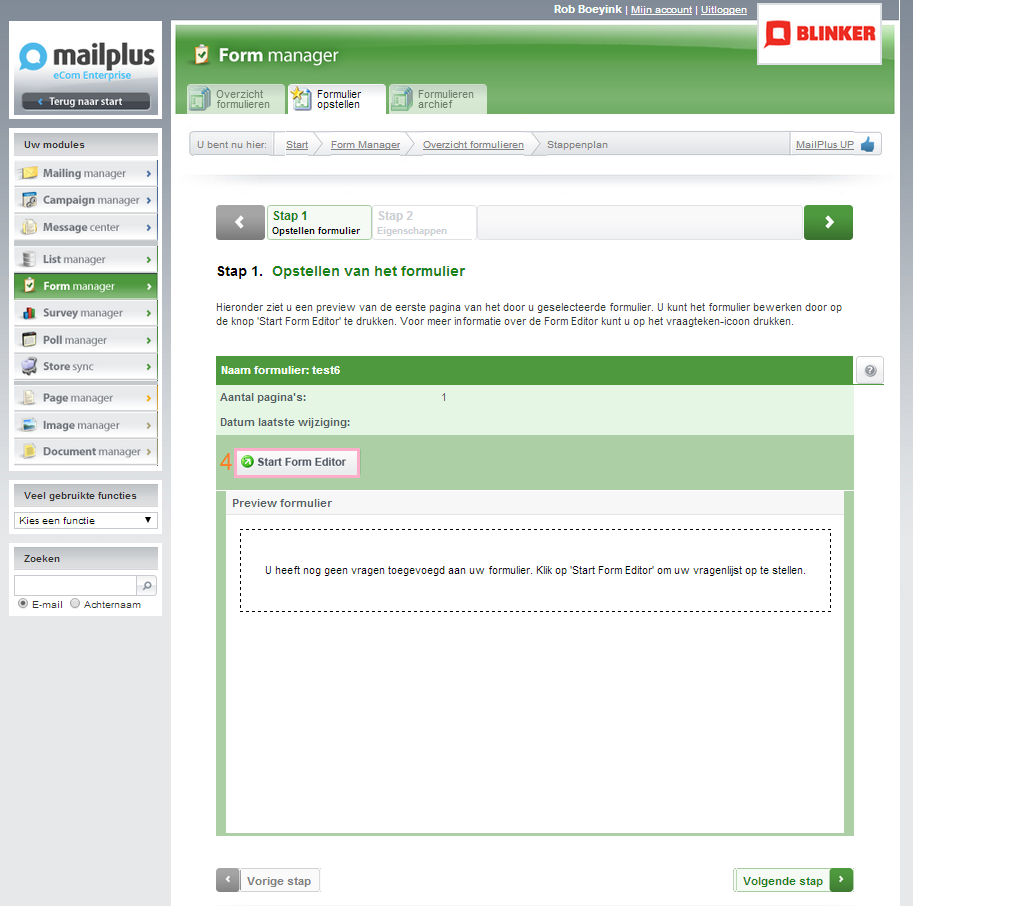 Rob Boeyink | Mijn account | Uitloggen
mailplus
eCom Enterprise
Terug naar start
BLINKER
Form manager
Overzicht formulieren
Formulier opstellen
Formulieren archief
U bent nu hier:
Start
Form Manager
Overzicht formulieren
Stappenplan
MailPlus UP
Uw modules
Mailing manager
Campaign manager
Message center
List manager
Form manager
Survey manager
Poll manager
Store sync
Page manager
Image manager
Document manager
Veel gebruikte functies
Kies een functie
Zoeken
E-mail
Achternaam
Stap 1
Opstellen formulier
Stap 2
Eigenschappen
Stap 1. Opstellen van het formulier
Hieronder ziet u een preview van de eerste pagina van het door u geselecteerde formulier. U kunt het formulier bewerken door op
de knop 'Start Form Editor' te drukken. Voor meer informatie over de Form Editor kunt u op het vraagteken-icoon drukken.
Naam formulier: test6
?
Aantal pagina's: 1
Datum laatste wijziging:
4 Start Form Editor
Preview formulier
U heeft nog geen vragen toegevoegd aan uw formulier. Klik op 'Start Form Editor' om uw vragenlijst op te stellen.
Vorige stap
Volgende stap